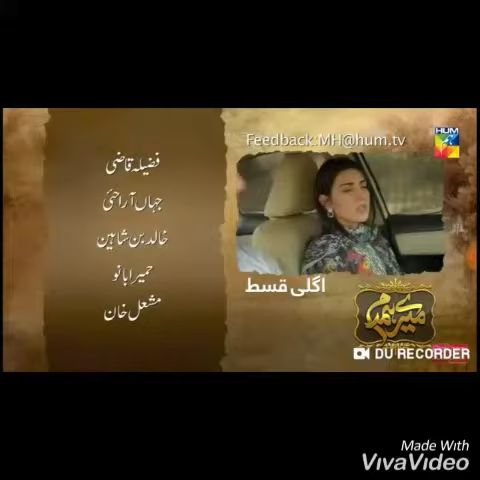 Feedback.MH@hum.tv
HUM
فضیلہ قاضی
جہاں آرا حئی
خالد بن شاہین
حمیرا بانو
مشعل خان
اگلی قسط
میرے ہمدم
DU RECORDER
Made With
VivaVideo